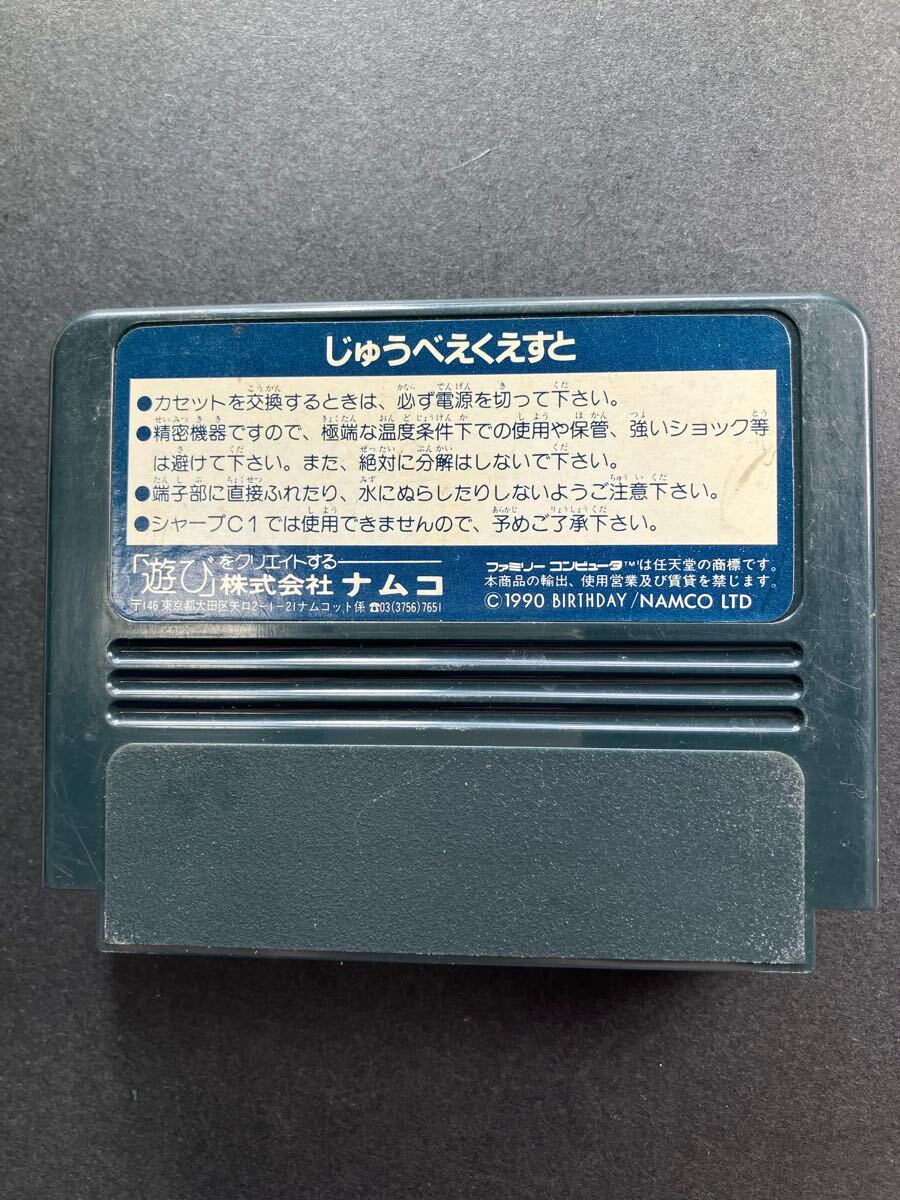 じゅうべえくえすと
●カセットを交換するときは、必ず電源を切って下さい。
●精密機器ですので、極端な温度条件下での使用や保管、強いショック等
は避けて下さい。また、絶対に分解はしないで下さい。
●端子部に直接ふれたり、水にぬらしたりしないようご注意下さい。
●シャープC1では使用できませんので、予めご了承下さい。
「遊び」をクリエイトする
株式会社 ナムコ
〒146 東京都大田区矢口2-1-21ナムコット係 ☎03(3756)7651
ファミリー コンピュータ™は任天堂の商標です。
本商品の輸出、使用営業及び賃貸を禁じます。
©1990 BIRTHDAY/NAMCO LTD